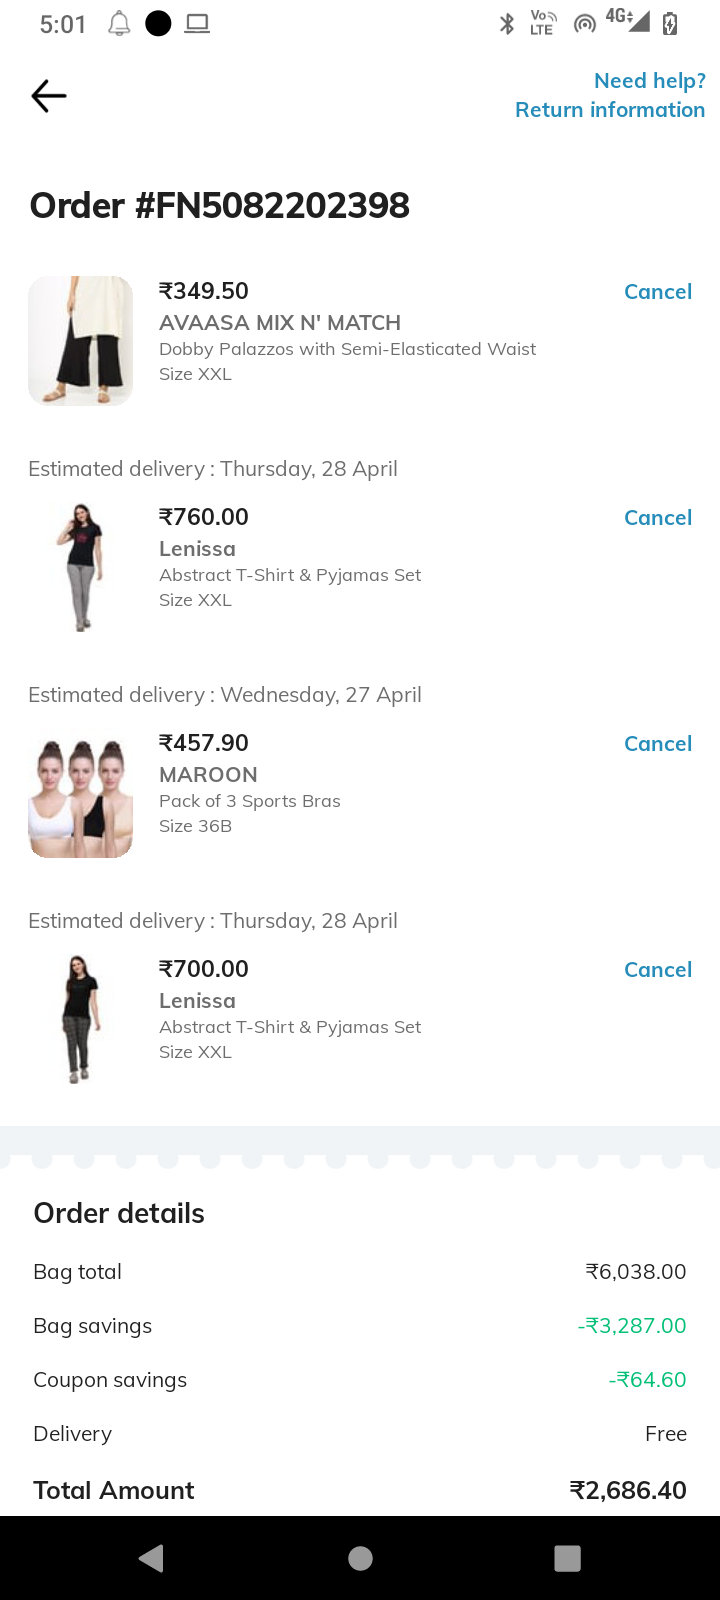 5:01
Vo
LTE
4G
Need help?
Return information
Order #FN5082202398
₹349.50
Cancel
AVAASA MIX N' MATCH
Dobby Palazzos with Semi-Elasticated Waist
Size XXL
Estimated delivery : Thursday, 28 April
₹760.00
Cancel
Lenissa
Abstract T-Shirt & Pyjamas Set
Size XXL
Estimated delivery : Wednesday, 27 April
₹457.90
Cancel
MAROON
Pack of 3 Sports Bras
Size 36B
Estimated delivery : Thursday, 28 April
₹700.00
Cancel
Lenissa
Abstract T-Shirt & Pyjamas Set
Size XXL
Order details
Bag total ₹6,038.00
Bag savings -₹3,287.00
Coupon savings -₹64.60
Delivery Free
Total Amount ₹2,686.40